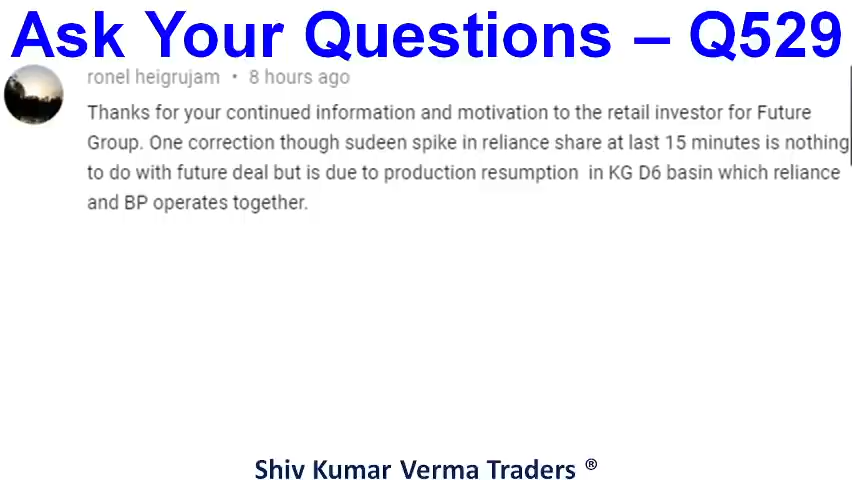 Ask Your Questions – Q529
ronel heigrujam • 8 hours ago
Thanks for your continued information and motivation to the retail investor for Future
Group. One correction though sudeen spike in reliance share at last 15 minutes is nothing
to do with future deal but is due to production resumption in KG D6 basin which reliance
and BP operates together.
Shiv Kumar Verma Traders ®